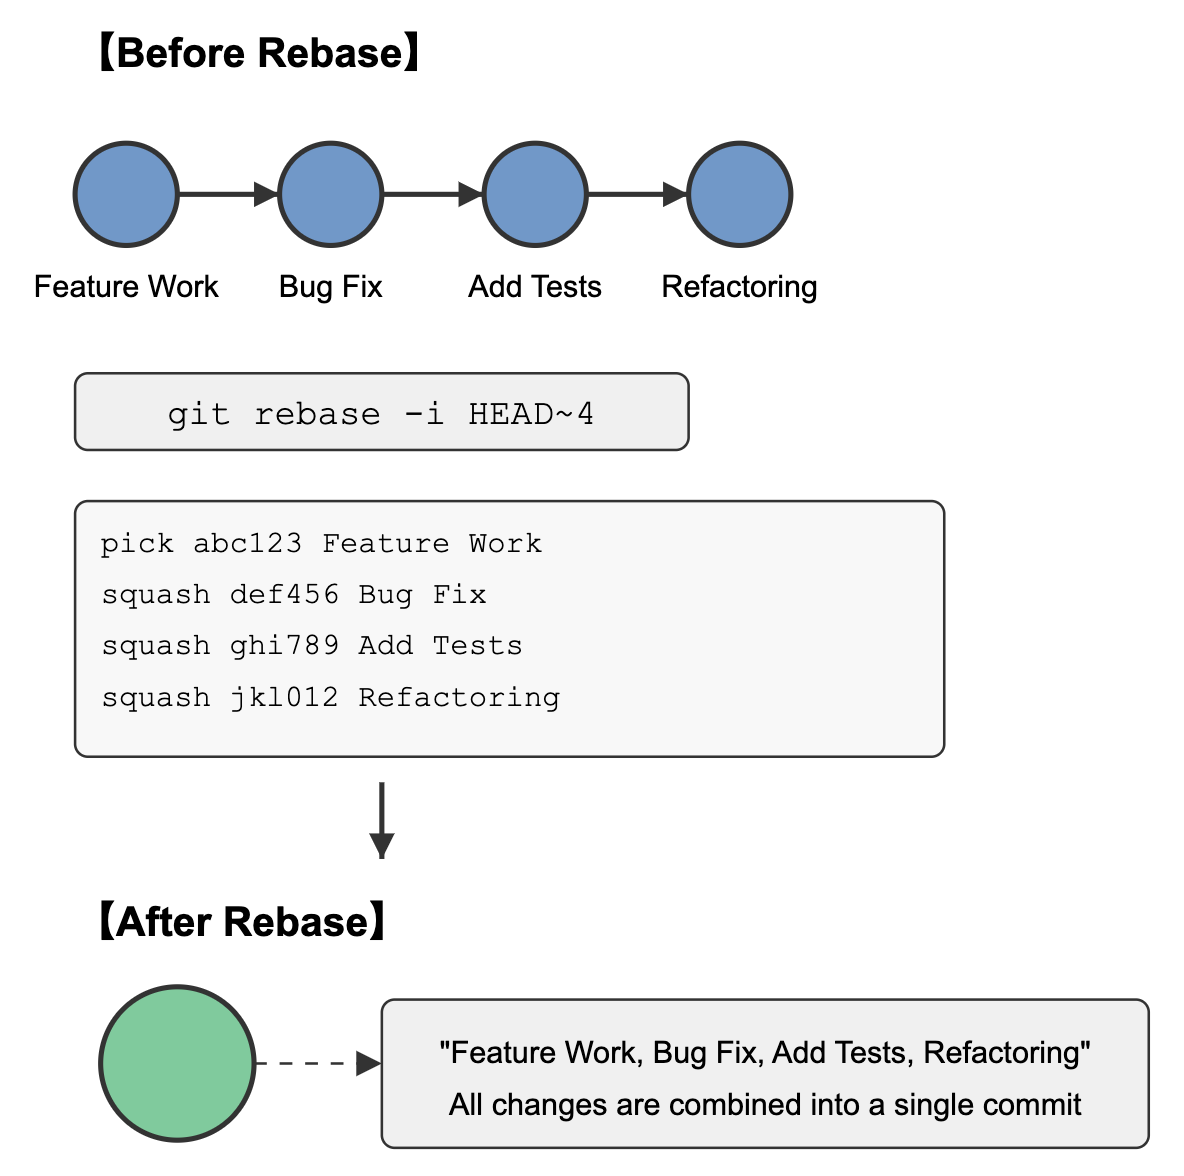 【Before Rebase】
Feature Work Bug Fix Add Tests Refactoring
git rebase -i HEAD~4
pick abc123 Feature Work
squash def456 Bug Fix
squash ghi789 Add Tests
squash jkl012 Refactoring
【After Rebase】
"Feature Work, Bug Fix, Add Tests, Refactoring"
All changes are combined into a single commit